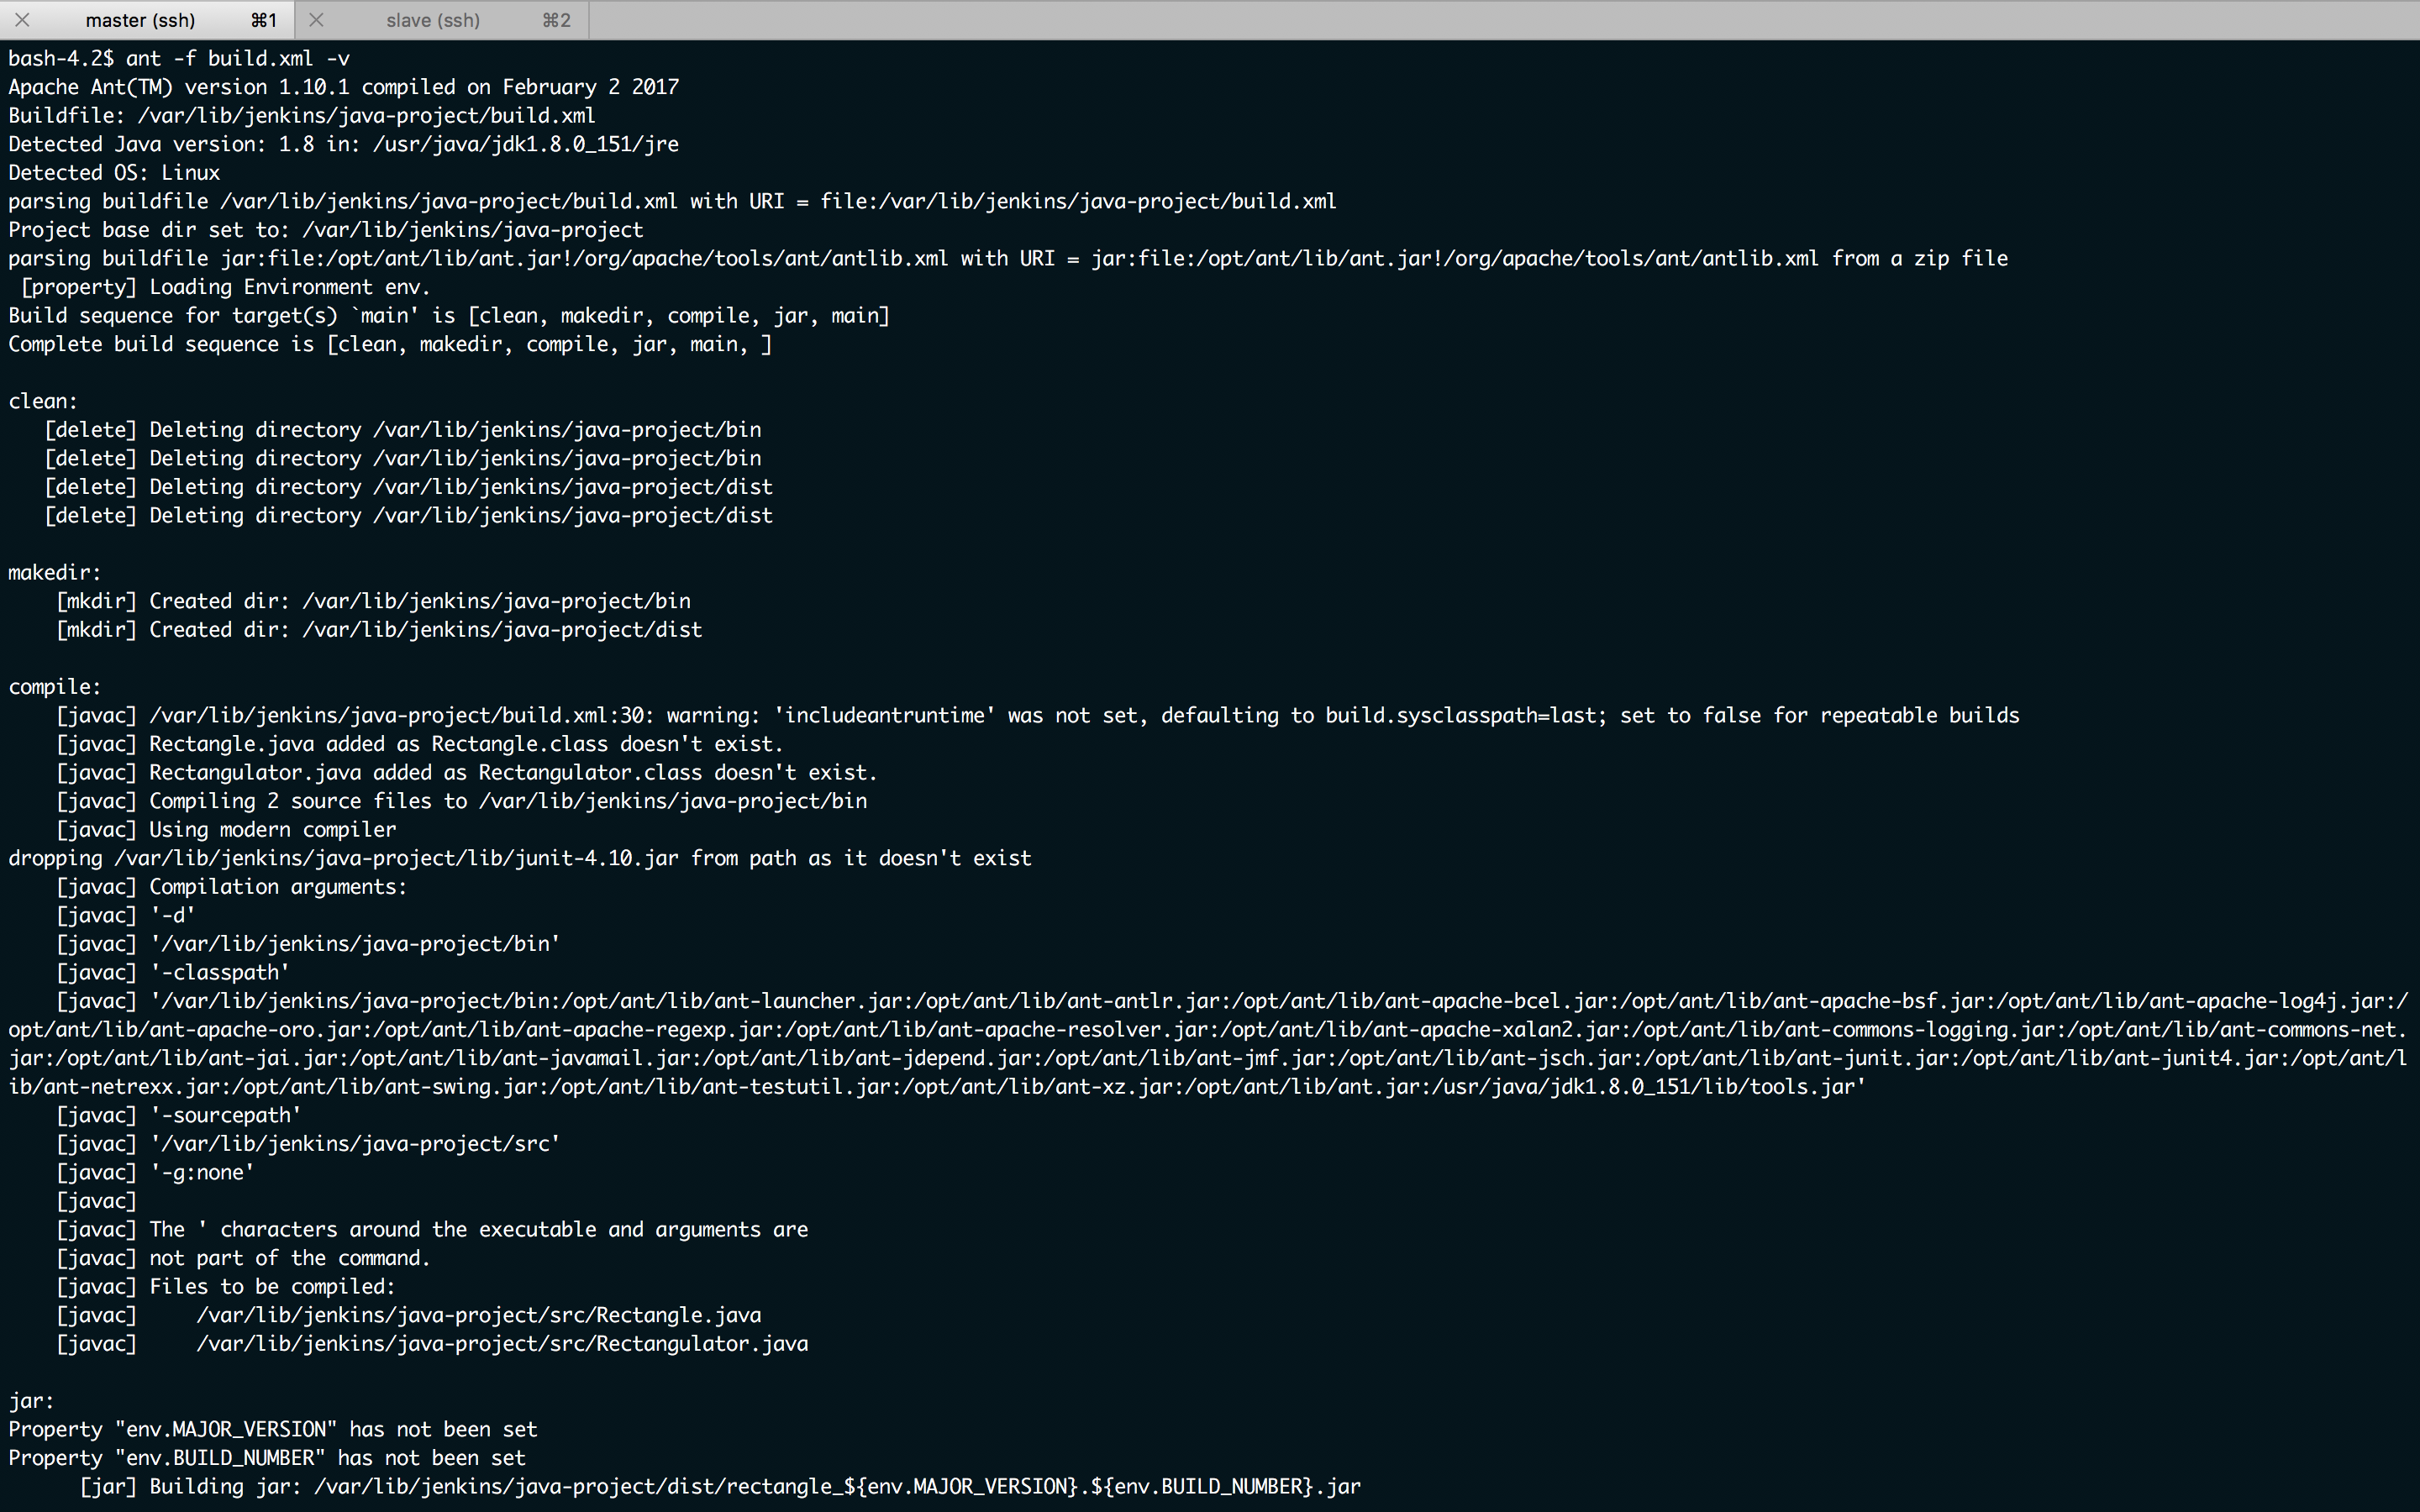 master (ssh) ⌘1 slave (ssh) ⌘2
bash-4.2$ ant -f build.xml -v
Apache Ant(TM) version 1.10.1 compiled on February 2 2017
Buildfile: /var/lib/jenkins/java-project/build.xml
Detected Java version: 1.8 in: /usr/java/jdk1.8.0_151/jre
Detected OS: Linux
parsing buildfile /var/lib/jenkins/java-project/build.xml with URI = file:/var/lib/jenkins/java-project/build.xml
Project base dir set to: /var/lib/jenkins/java-project
parsing buildfile jar:file:/opt/ant/lib/ant.jar!/org/apache/tools/ant/antlib.xml with URI = jar:file:/opt/ant/lib/ant.jar!/org/apache/tools/ant/antlib.xml from a zip file
 [property] Loading Environment env.
Build sequence for target(s) `main' is [clean, makedir, compile, jar, main]
Complete build sequence is [clean, makedir, compile, jar, main, ]
clean:
   [delete] Deleting directory /var/lib/jenkins/java-project/bin
   [delete] Deleting directory /var/lib/jenkins/java-project/bin
   [delete] Deleting directory /var/lib/jenkins/java-project/dist
   [delete] Deleting directory /var/lib/jenkins/java-project/dist
makedir:
    [mkdir] Created dir: /var/lib/jenkins/java-project/bin
    [mkdir] Created dir: /var/lib/jenkins/java-project/dist
compile:
    [javac] /var/lib/jenkins/java-project/build.xml:30: warning: 'includeantruntime' was not set, defaulting to build.sysclasspath=last; set to false for repeatable builds
    [javac] Rectangle.java added as Rectangle.class doesn't exist.
    [javac] Rectangulator.java added as Rectangulator.class doesn't exist.
    [javac] Compiling 2 source files to /var/lib/jenkins/java-project/bin
    [javac] Using modern compiler
dropping /var/lib/jenkins/java-project/lib/junit-4.10.jar from path as it doesn't exist
    [javac] Compilation arguments:
    [javac] '-d'
    [javac] '/var/lib/jenkins/java-project/bin'
    [javac] '-classpath'
    [javac] '/var/lib/jenkins/java-project/bin:/opt/ant/lib/ant-launcher.jar:/opt/ant/lib/ant-antlr.jar:/opt/ant/lib/ant-apache-bcel.jar:/opt/ant/lib/ant-apache-bsf.jar:/opt/ant/lib/ant-apache-log4j.jar:/
opt/ant/lib/ant-apache-oro.jar:/opt/ant/lib/ant-apache-regexp.jar:/opt/ant/lib/ant-apache-resolver.jar:/opt/ant/lib/ant-apache-xalan2.jar:/opt/ant/lib/ant-commons-logging.jar:/opt/ant/lib/ant-commons-net.
jar:/opt/ant/lib/ant-jai.jar:/opt/ant/lib/ant-javamail.jar:/opt/ant/lib/ant-jdepend.jar:/opt/ant/lib/ant-jmf.jar:/opt/ant/lib/ant-jsch.jar:/opt/ant/lib/ant-junit.jar:/opt/ant/lib/ant-junit4.jar:/opt/ant/l
ib/ant-netrexx.jar:/opt/ant/lib/ant-swing.jar:/opt/ant/lib/ant-testutil.jar:/opt/ant/lib/ant-xz.jar:/opt/ant/lib/ant.jar:/usr/java/jdk1.8.0_151/lib/tools.jar'
    [javac] '-sourcepath'
    [javac] '/var/lib/jenkins/java-project/src'
    [javac] '-g:none'
    [javac]
    [javac] The ' characters around the executable and arguments are
    [javac] not part of the command.
    [javac] Files to be compiled:
    [javac]     /var/lib/jenkins/java-project/src/Rectangle.java
    [javac]     /var/lib/jenkins/java-project/src/Rectangulator.java
jar:
Property "env.MAJOR_VERSION" has not been set
Property "env.BUILD_NUMBER" has not been set
      [jar] Building jar: /var/lib/jenkins/java-project/dist/rectangle_${env.MAJOR_VERSION}.${env.BUILD_NUMBER}.jar